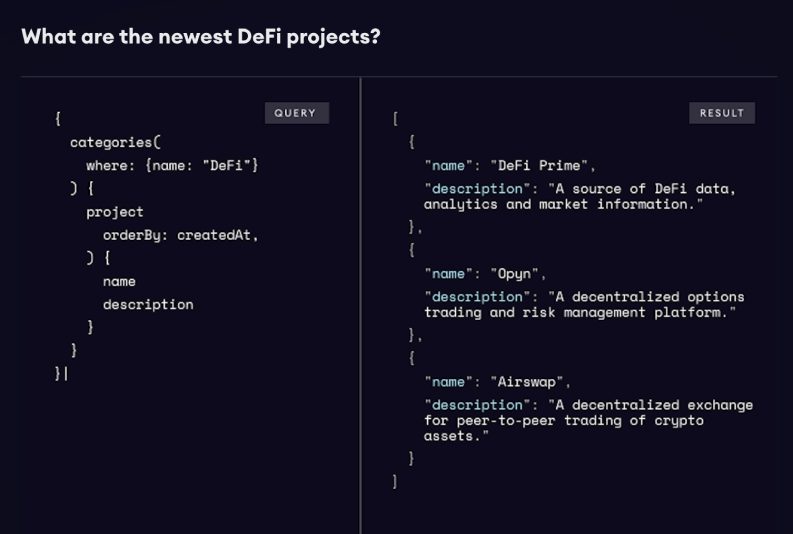 What are the newest DeFi projects?
QUERY
{
categories(
where: {name: "DeFi"}
) {
project
orderBy: createdAt,
) {
name
description
}
}
}|
RESULT
[
{
"name": "DeFi Prime",
"description": "A source of DeFi data,
analytics and market information."
},
{
"name": "Opyn",
"description": "A decentralized options
trading and risk management platform."
},
{
"name": "Airswap",
"description": "A decentralized exchange
for peer-to-peer trading of crypto
assets."
}
]